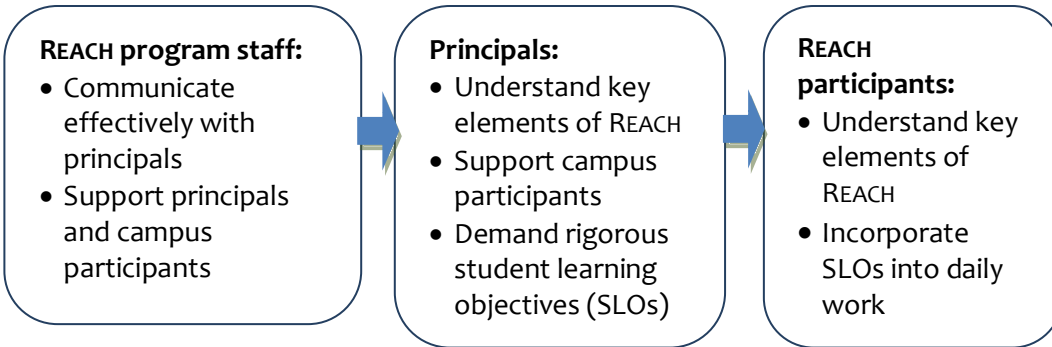 REACH program staff:
• Communicate
effectively with
principals
• Support principals
and campus
participants
Principals:
• Understand key
elements of REACH
• Support campus
participants
• Demand rigorous
student learning
objectives (SLOs)
REACH
participants:
• Understand key
elements of
REACH
• Incorporate
SLOs into daily
work